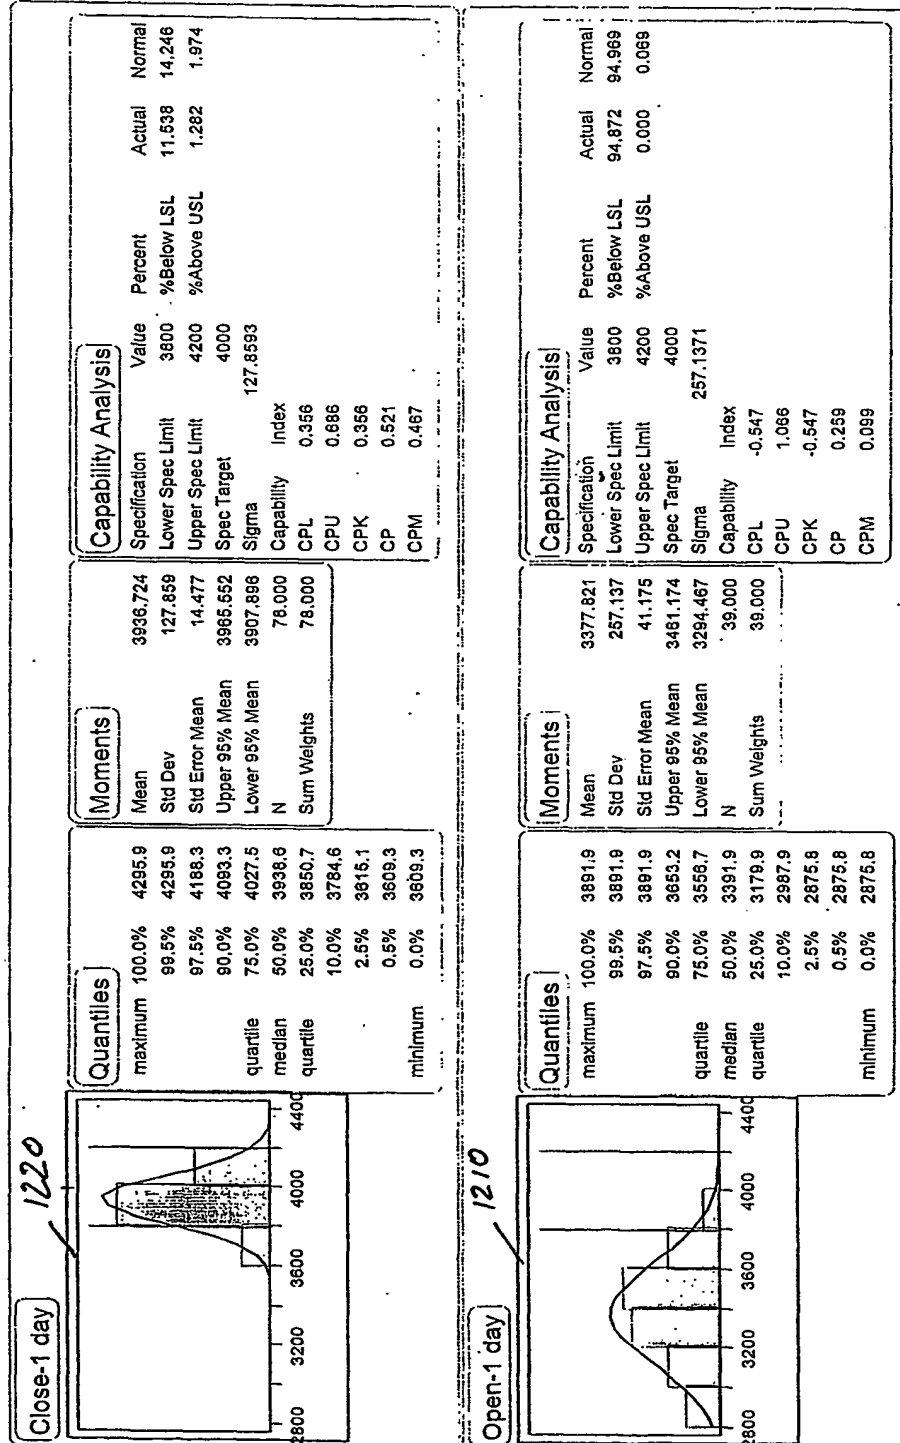 Close-1 day
1220
2800 3200 3600 4000 4400
Quantiles
maximum 100.0% 4295.9
99.5% 4295.9
97.5% 4188.3
90.0% 4093.3
quartile 75.0% 4027.5
median 50.0% 3938.6
quartile 25.0% 3850.7
10.0% 3784.6
2.5% 3615.1
0.5% 3609.3
minimum 0.0% 3609.3
Moments
Mean 3936.724
Std Dev 127.859
Std Error Mean 14.477
Upper 95% Mean 3965.552
Lower 95% Mean 3907.896
N 78.000
Sum Weights 78.000
Capability Analysis
Specification Value Percent Actual Normal
Lower Spec Limit 3800 %Below LSL 11.538 14.246
Upper Spec Limit 4200 %Above USL 1.282 1.974
Spec Target 4000
Sigma 127.8593
Capability Index
CPL 0.356
CPU 0.686
CPK 0.356
CP 0.521
CPM 0.467
Open-1 day
1210
2800 3200 3600 4000 4400
Quantiles
maximum 100.0% 3891.9
99.5% 3891.9
97.5% 3891.9
90.0% 3653.2
quartile 75.0% 3556.7
median 50.0% 3391.9
quartile 25.0% 3179.9
10.0% 2987.9
2.5% 2875.8
0.5% 2875.8
minimum 0.0% 2875.8
Moments
Mean 3377.821
Std Dev 257.137
Std Error Mean 41.175
Upper 95% Mean 3461.174
Lower 95% Mean 3294.467
N 39.000
Sum Weights 39.000
Capability Analysis
Specification Value Percent Actual Normal
Lower Spec Limit 3800 %Below LSL 94.872 94.969
Upper Spec Limit 4200 %Above USL 0.000 0.069
Spec Target 4000
Sigma 257.1371
Capability Index
CPL -0.547
CPU 1.066
CPK -0.547
CP 0.259
CPM 0.099